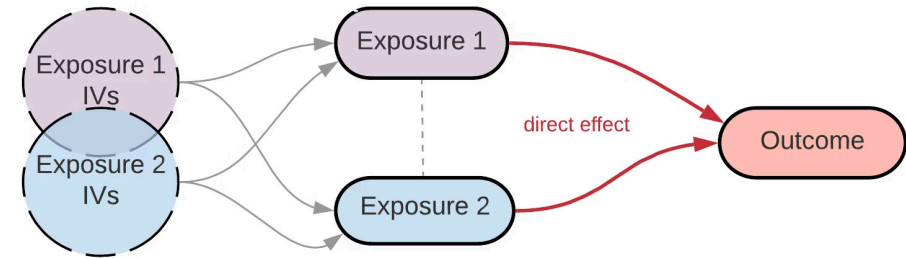 Exposure 1
IVs
Exposure 2
IVs
Exposure 1
Exposure 2
direct effect
Outcome